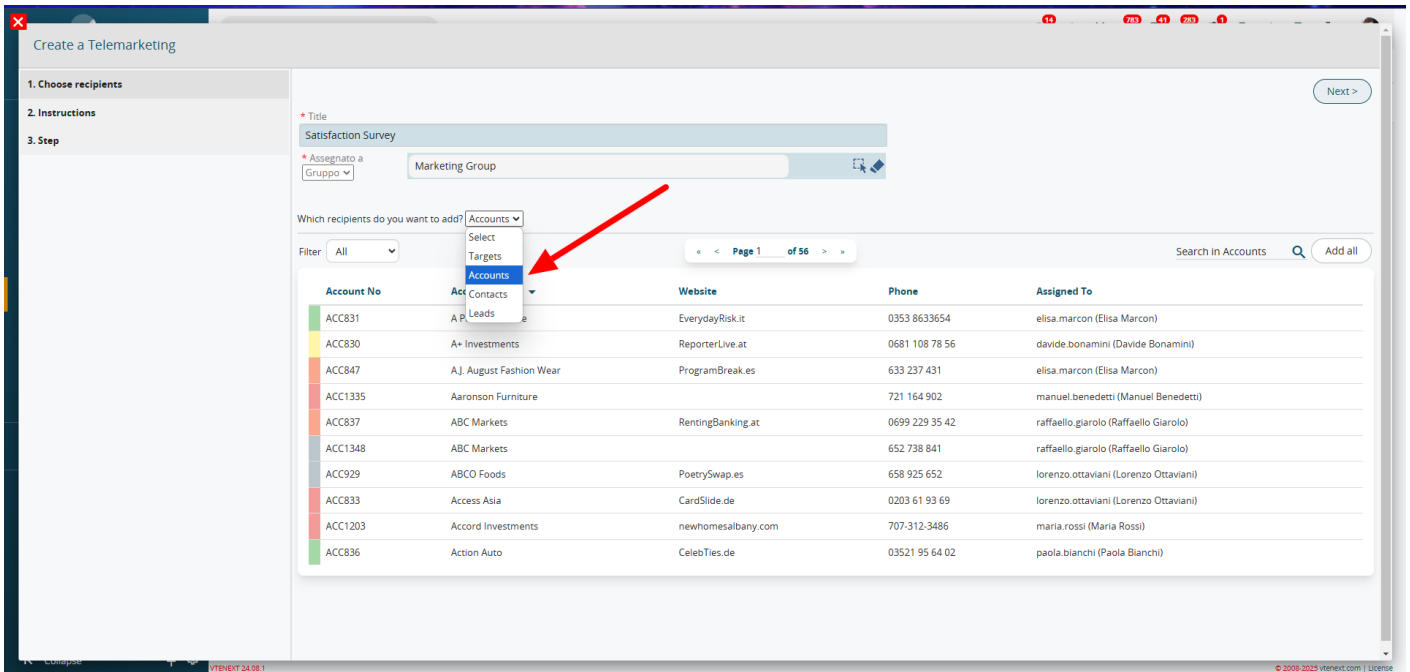 14 783 41 283 1
Create a Telemarketing
1. Choose recipients
2. Instructions
3. Step
Next >
* Title
Satisfaction Survey
* Assegnato a
Gruppo
Marketing Group
Which recipients do you want to add? Accounts
Select
Targets
Accounts
Contacts
Leads
Filter All
« < Page 1 of 56 > »
Search in Accounts
Add all
Account No Website Phone Assigned To
ACC831 EverydayRisk.it 0353 8633654 elisa.marcon (Elisa Marcon)
ACC830 A+ Investments ReporterLive.at 0681 108 78 56 davide.bonamini (Davide Bonamini)
ACC847 A.J. August Fashion Wear ProgramBreak.es 633 237 431 elisa.marcon (Elisa Marcon)
ACC1335 Aaronson Furniture 721 164 902 manuel.benedetti (Manuel Benedetti)
ACC837 ABC Markets RentingBanking.at 0699 229 35 42 raffaello.giarolo (Raffaello Giarolo)
ACC1348 ABC Markets 652 738 841 raffaello.giarolo (Raffaello Giarolo)
ACC929 ABCO Foods PoetrySwap.es 658 925 652 lorenzo.ottaviani (Lorenzo Ottaviani)
ACC833 Access Asia CardSlide.de 0203 61 93 69 lorenzo.ottaviani (Lorenzo Ottaviani)
ACC1203 Accord Investments newhomesalbany.com 707-312-3486 maria.rossi (Maria Rossi)
ACC836 Action Auto CelebTies.de 03521 95 64 02 paola.bianchi (Paola Bianchi)
Collapse
VTENEXT 24.08.1
© 2008-2025 vtenext.com | License